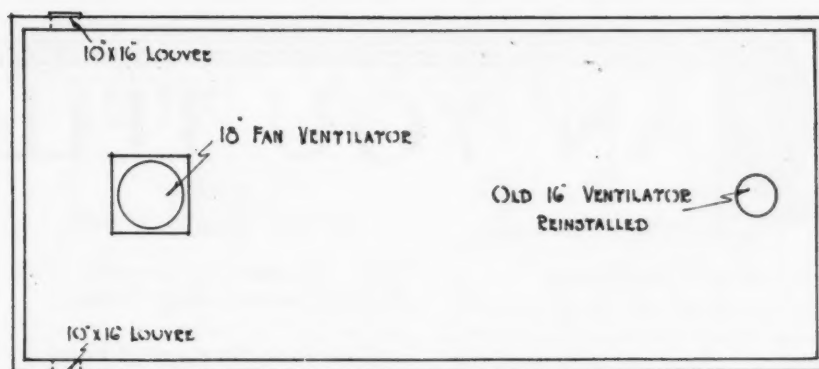 10"x16" LOUVRE
18" FAN VENTILATOR
OLD 16" VENTILATOR
REINSTALLED
10"x16" LOUVRE